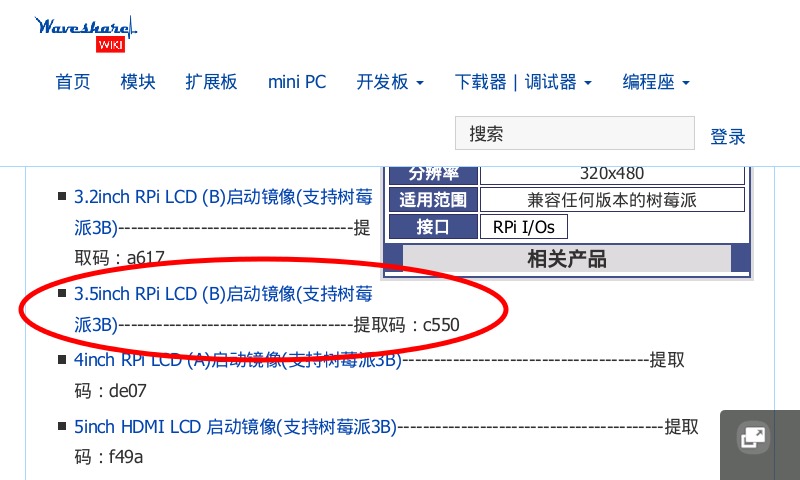 Waveshare
WIKI
首页 模块 扩展板 mini PC 开发板 下载器 | 调试器 编程座
搜索 登录
分辨率 320x480
适用范围 兼容任何版本的树莓派
接口 RPi I/Os
相关产品
3.2inch RPi LCD (B)启动镜像(支持树莓
派3B)-------------------------------------提
取码：a617
3.5inch RPi LCD (B)启动镜像(支持树莓
派3B)-------------------------------------提取码：c550
4inch RPi LCD (A)启动镜像(支持树莓派3B)---------------------------------------提取
码：de07
5inch HDMI LCD 启动镜像(支持树莓派3B)------------------------------------------提取
码：f49a